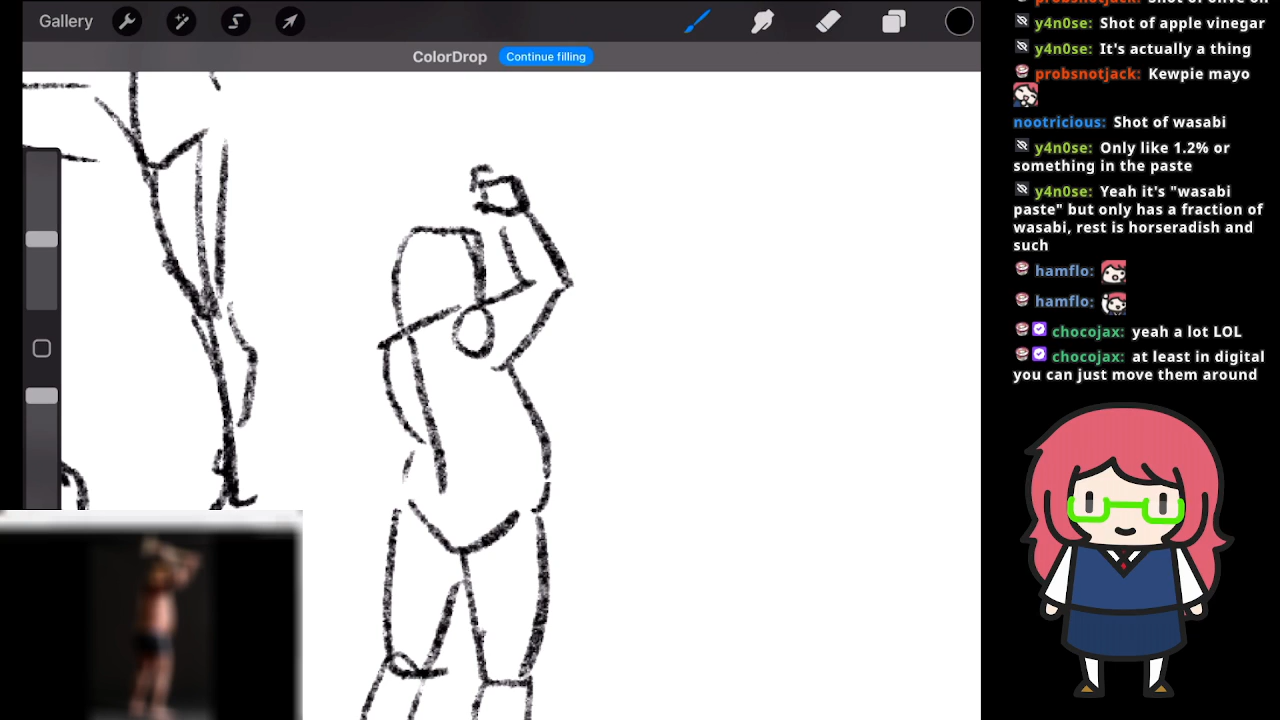 Gallery
ColorDrop Continue filling
y4n0se: Shot of apple vinegar
y4n0se: It's actually a thing
probsnotjack: Kewpie mayo
nootricious: Shot of wasabi
y4n0se: Only like 1.2% or
something in the paste
y4n0se: Yeah it's "wasabi
paste" but only has a fraction of
wasabi, rest is horseradish and
such
hamflo:
hamflo:
chocojax: yeah a lot LOL
chocojax: at least in digital
you can just move them around